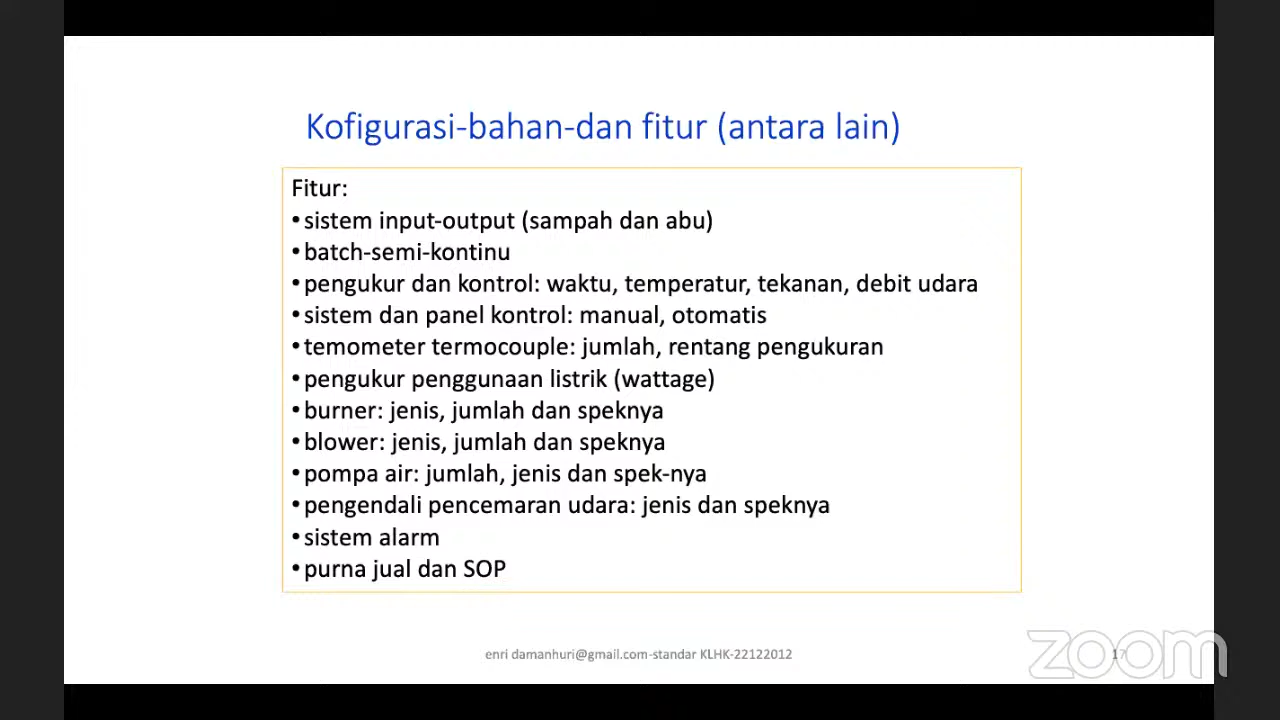 Kofigurasi-bahan-dan fitur (antara lain)
Fitur:
•sistem input-output (sampah dan abu)
•batch-semi-kontinu
•pengukur dan kontrol: waktu, temperatur, tekanan, debit udara
•sistem dan panel kontrol: manual, otomatis
•temometer termocouple: jumlah, rentang pengukuran
•pengukur penggunaan listrik (wattage)
•burner: jenis, jumlah dan speknya
•blower: jenis, jumlah dan speknya
•pompa air: jumlah, jenis dan spek-nya
•pengendali pencemaran udara: jenis dan speknya
•sistem alarm
•purna jual dan SOP
enri damanhuri@gmail.com-standar KLHK-22122012
17
zoom